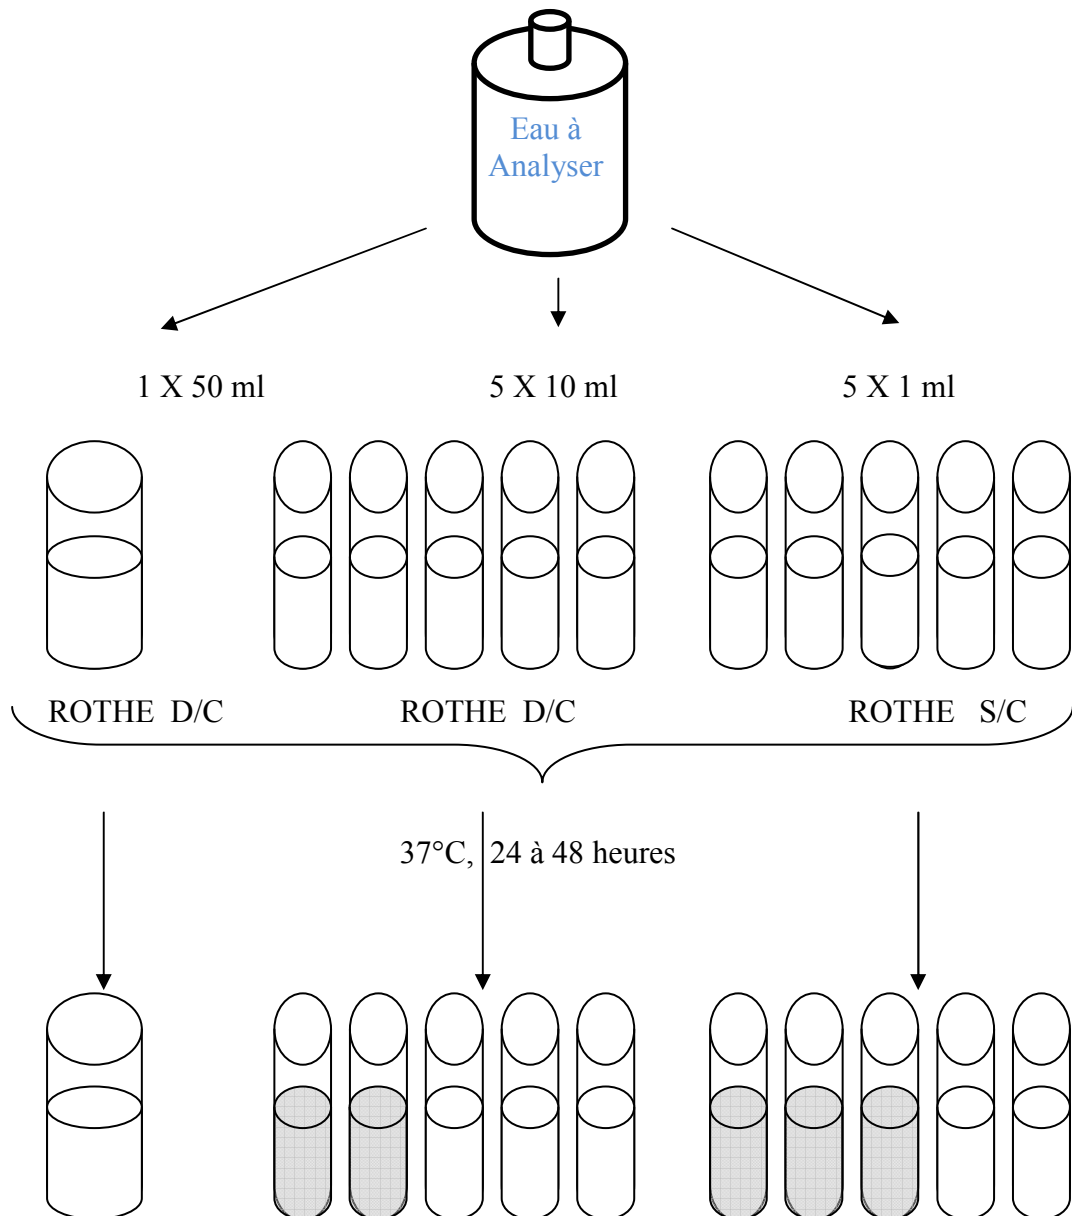 Eau à
Analyser
1 X 50 ml 5 X 10 ml 5 X 1 ml
ROTHE D/C ROTHE D/C ROTHE S/C
37°C, 24 à 48 heures